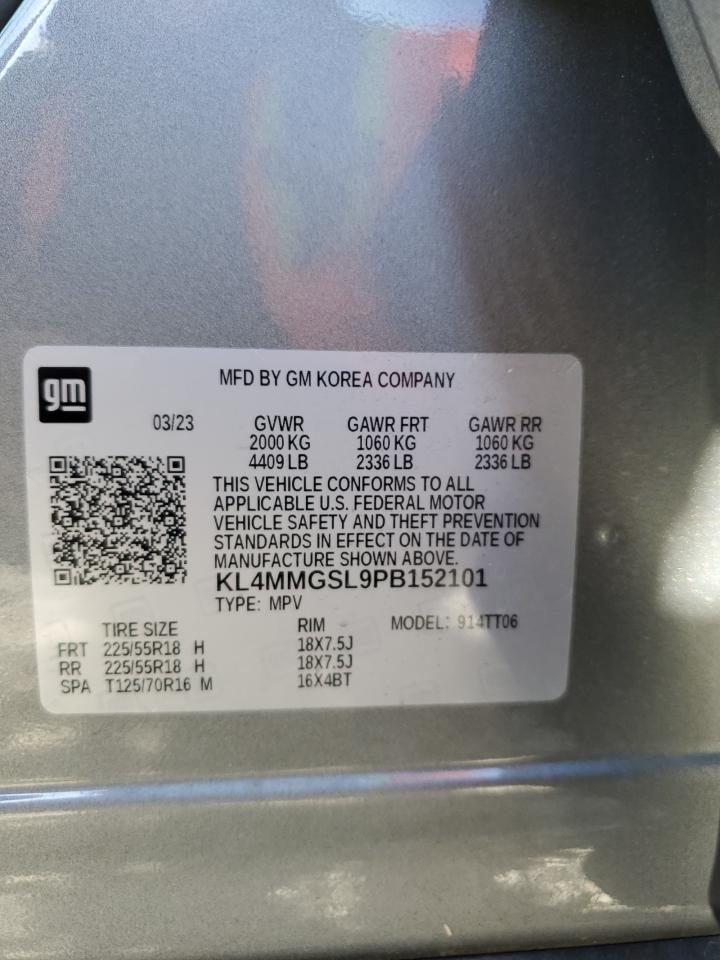 gm
MFD BY GM KOREA COMPANY
03/23 GVWR GAWR FRT GAWR RR
2000 KG 1060 KG 1060 KG
4409 LB 2336 LB 2336 LB
THIS VEHICLE CONFORMS TO ALL
APPLICABLE U.S. FEDERAL MOTOR
VEHICLE SAFETY AND THEFT PREVENTION
STANDARDS IN EFFECT ON THE DATE OF
MANUFACTURE SHOWN ABOVE.
KL4MMGSL9PB152101
TYPE: MPV
TIRE SIZE RIM MODEL: 914TT06
FRT 225/55R18 H 18X7.5J
RR 225/55R18 H 18X7.5J
SPA T125/70R16 M 16X4BT